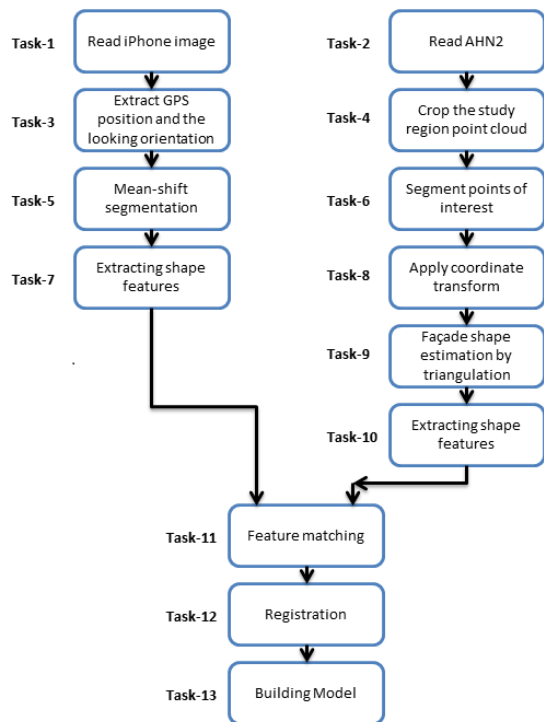 Task-1
Read iPhone image
Task-2
Read AHN2
Task-3
Extract GPS
position and the
looking orientation
Task-4
Crop the study
region point cloud
Task-5
Mean-shift
segmentation
Task-6
Segment points of
interest
Task-7
Extracting shape
features
Task-8
Apply coordinate
transform
Task-9
Façade shape
estimation by
triangulation
Task-10
Extracting shape
features
Task-11
Feature matching
Task-12
Registration
Task-13
Building Model